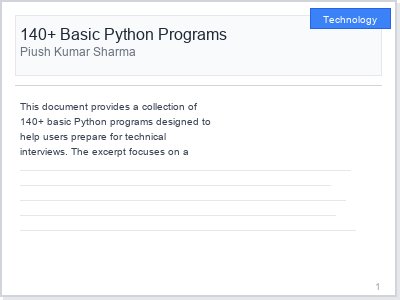 Technology
140+ Basic Python Programs
Piush Kumar Sharma
This document provides a collection of
140+ basic Python programs designed to
help users prepare for technical
interviews. The excerpt focuses on a
1